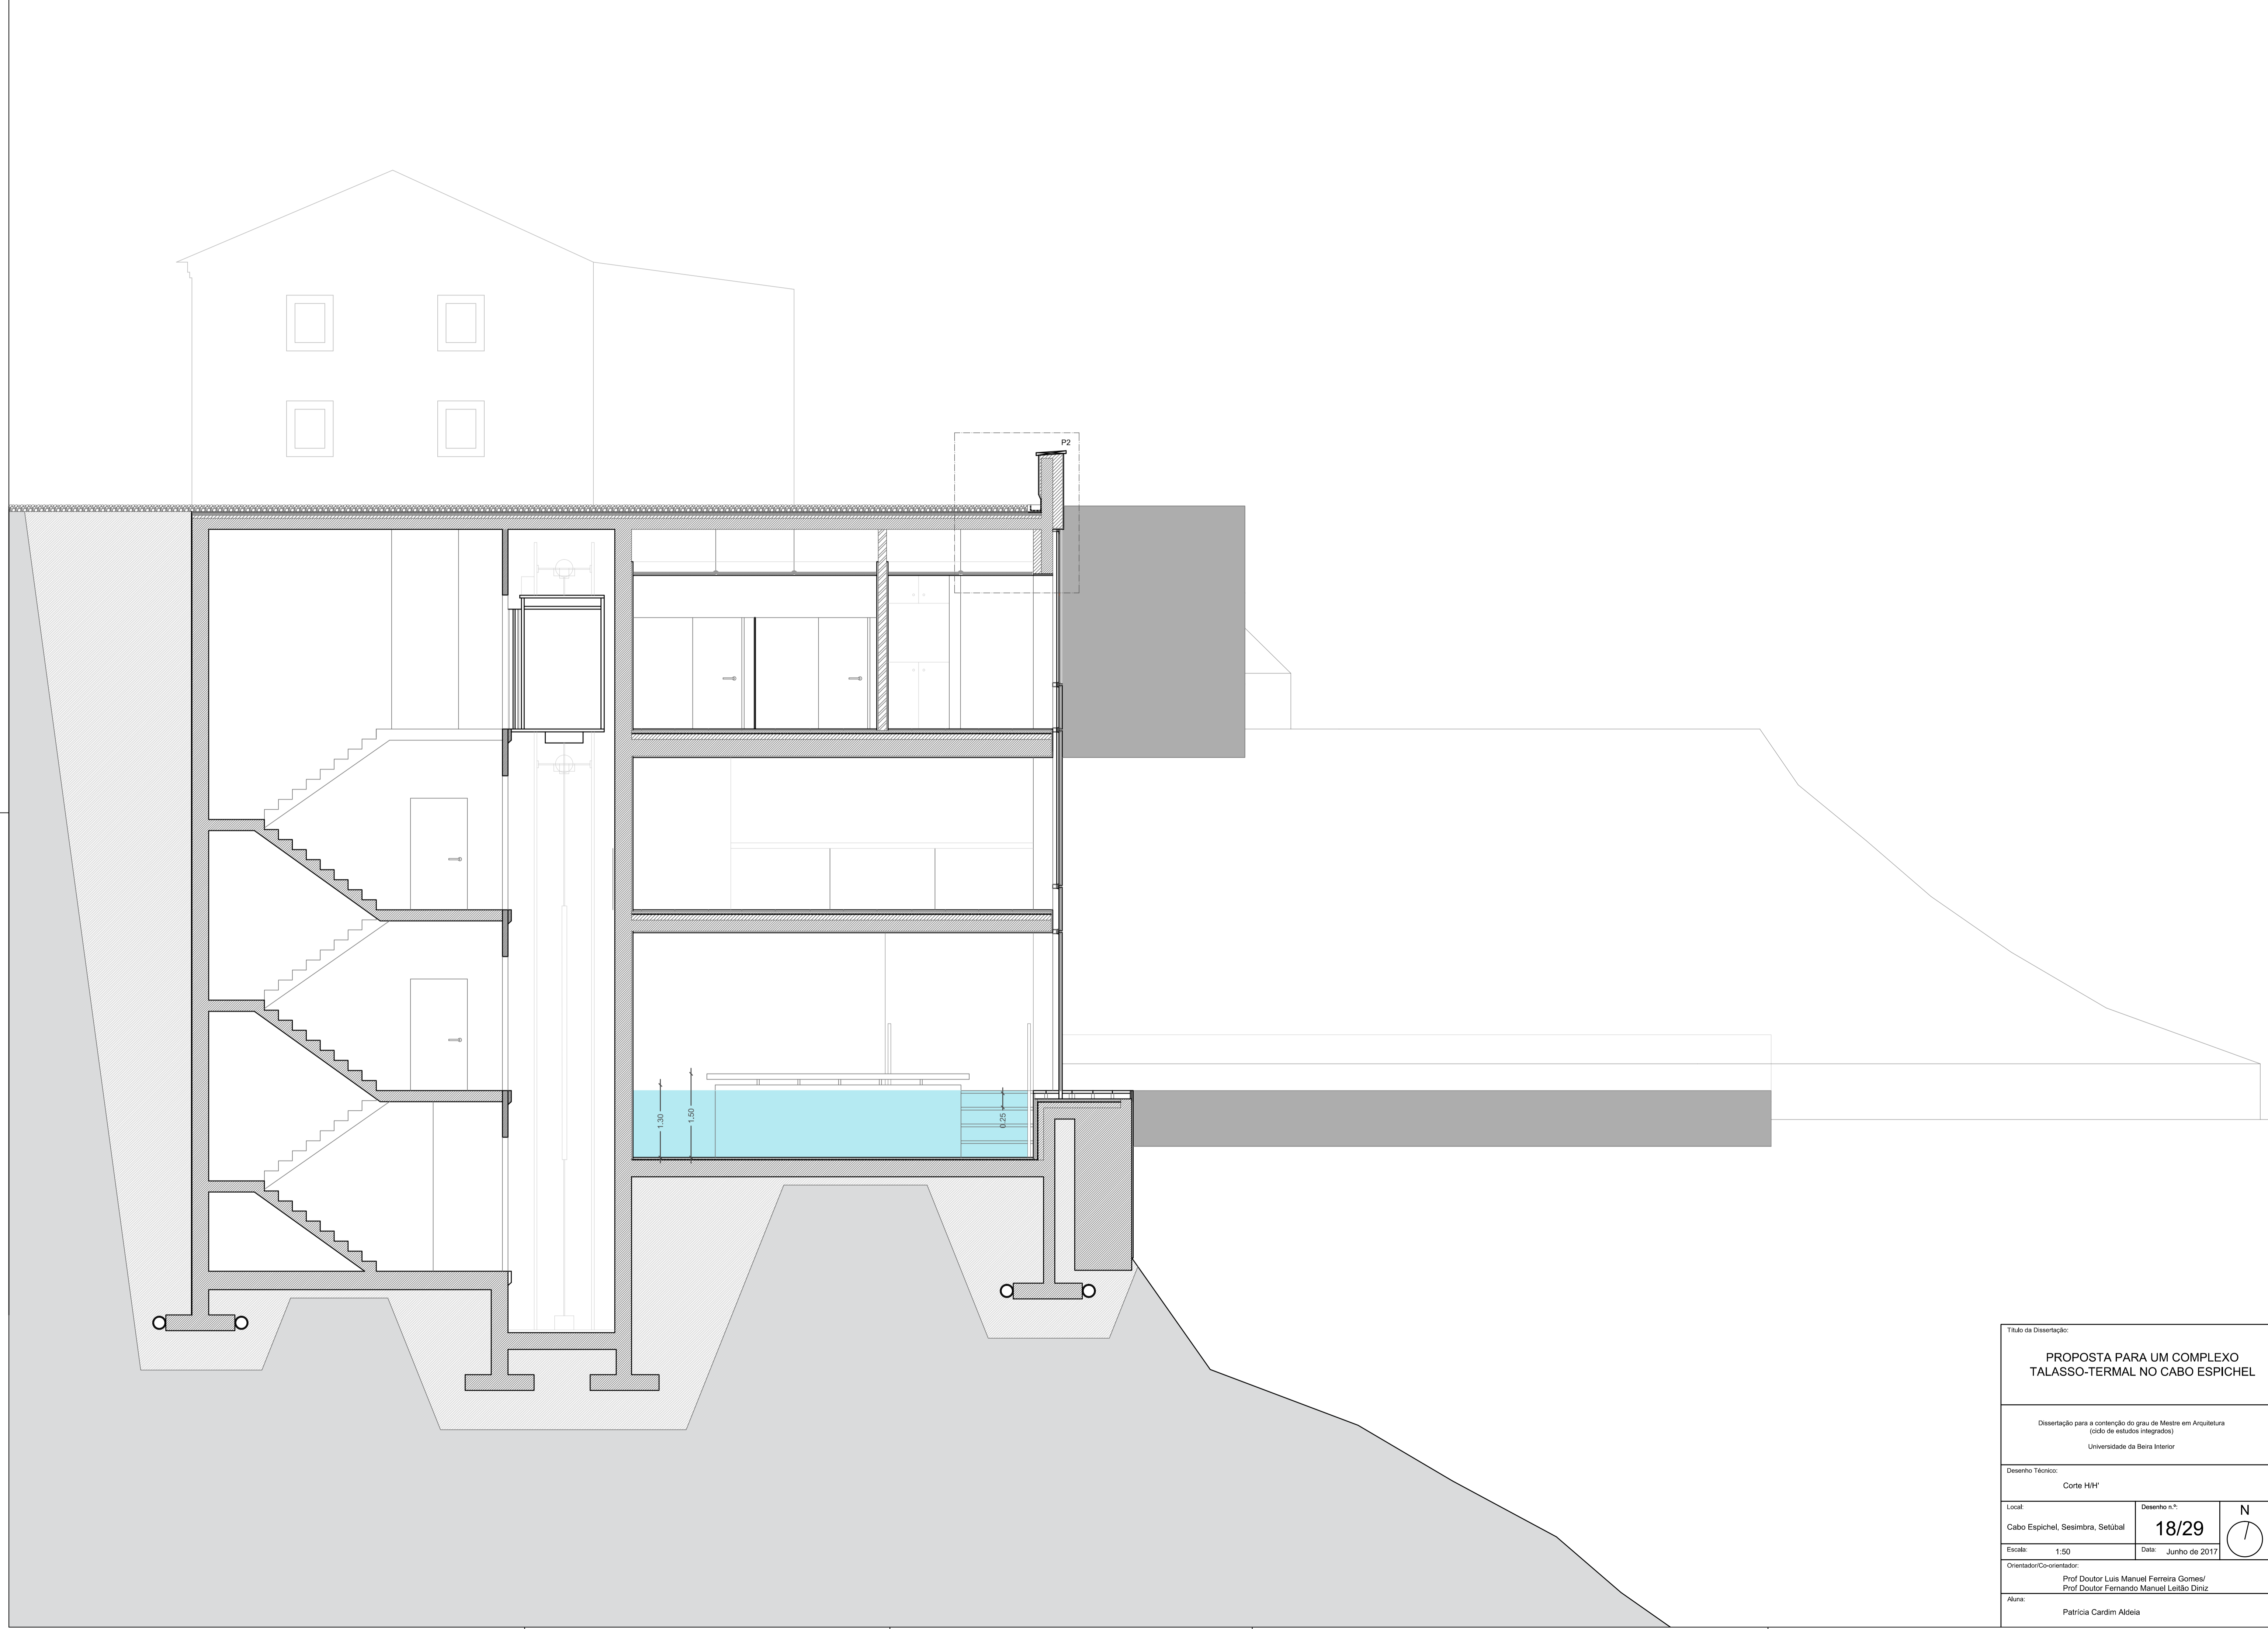 P2
1.30
1.50
0.25
Título da Dissertação:
PROPOSTA PARA UM COMPLEXO
TALASSO-TERMAL NO CABO ESPICHEL
Dissertação para a contenção do grau de Mestre em Arquitetura
(ciclo de estudos integrados)
Universidade da Beira Interior
Desenho Técnico:
Corte H/H'
Local:
Cabo Espichel, Sesimbra, Setúbal
Desenho n.º:
18/29
N
Escala: 1:50
Data: Junho de 2017
Orientador/Co-orientador:
Prof Doutor Luis Manuel Ferreira Gomes/
Prof Doutor Fernando Manuel Leitão Diniz
Aluna:
Patrícia Cardim Aldeia